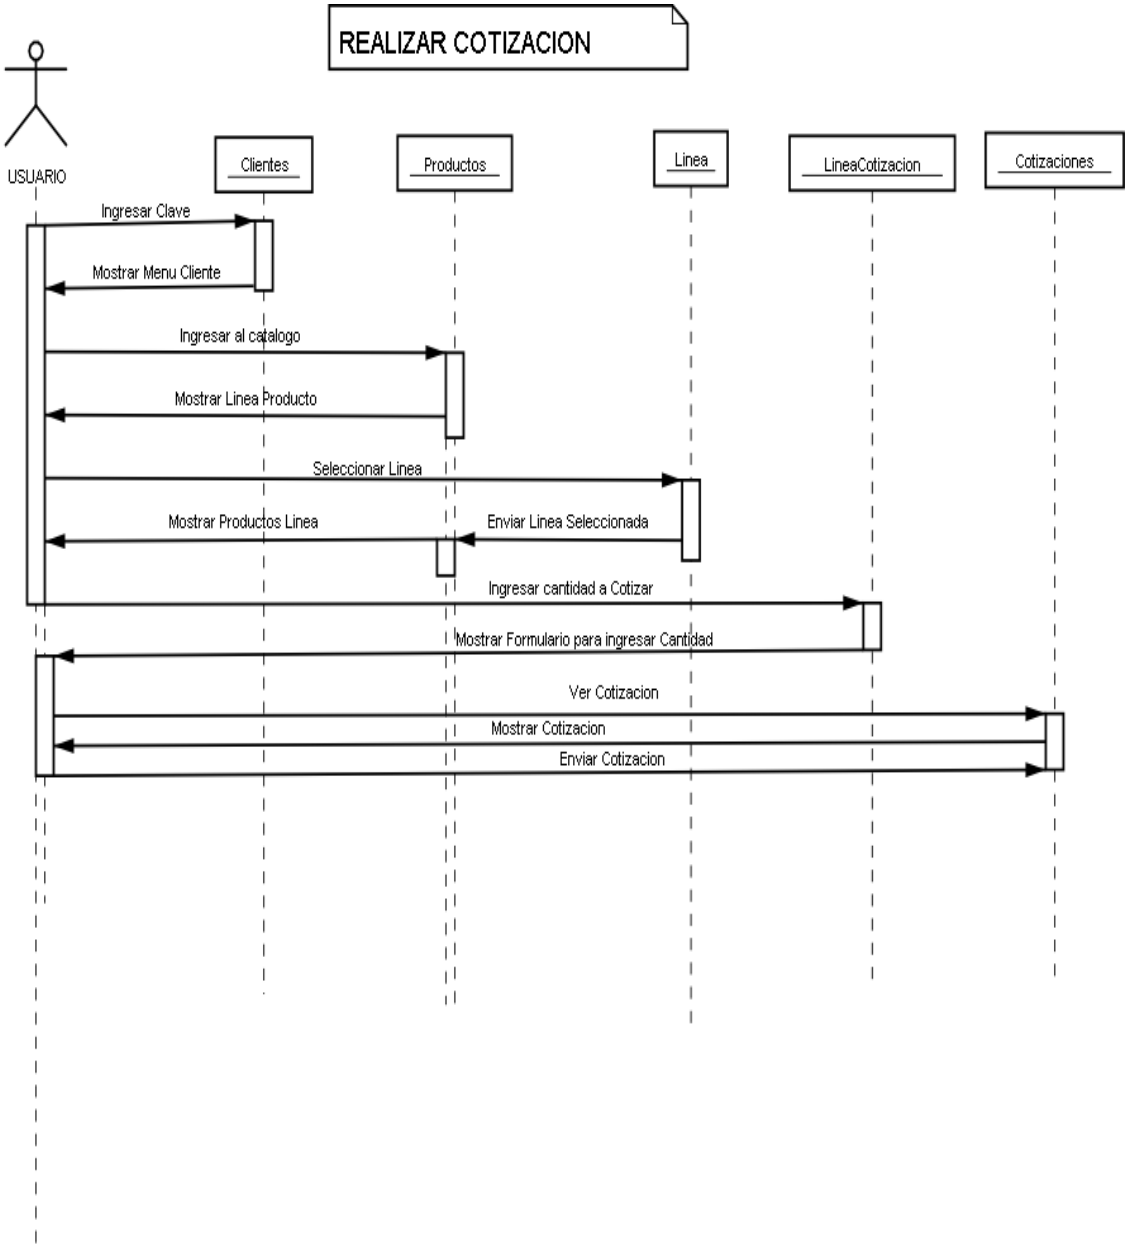 REALIZAR COTIZACION
USUARIO
Clientes
Productos
Linea
LineaCotizacion
Cotizaciones
Ingresar Clave
Mostrar Menu Cliente
Ingresar al catalogo
Mostrar Linea Producto
Seleccionar Linea
Mostrar Productos Linea
Enviar Linea Seleccionada
Ingresar cantidad a Cotizar
Mostrar Formulario para ingresar Cantidad
Ver Cotizacion
Mostrar Cotizacion
Enviar Cotizacion